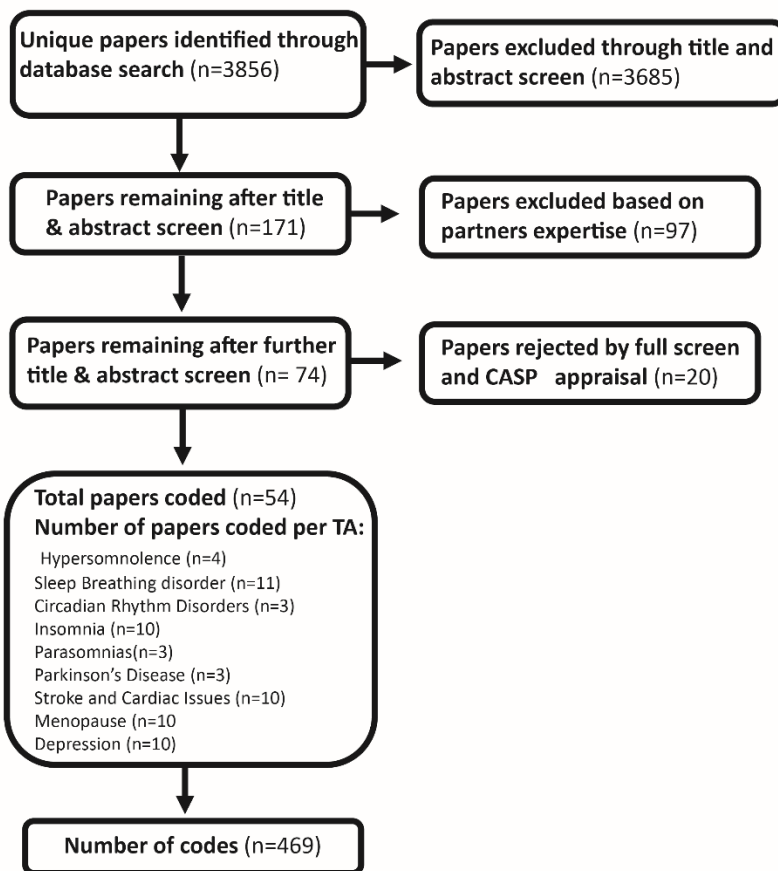 Unique papers identified through
database search (n=3856)
Papers excluded through title and
abstract screen (n=3685)
Papers remaining after title
& abstract screen (n=171)
Papers excluded based on
partners expertise (n=97)
Papers remaining after further
title & abstract screen (n= 74)
Papers rejected by full screen
and CASP appraisal (n=20)
Total papers coded (n=54)
Number of papers coded per TA:
Hypersomnolence (n=4)
Sleep Breathing disorder (n=11)
Circadian Rhythm Disorders (n=3)
Insomnia (n=10)
Parasomnias(n=3)
Parkinson's Disease (n=3)
Stroke and Cardiac Issues (n=10)
Menopause (n=10
Depression (n=10)
Number of codes (n=469)